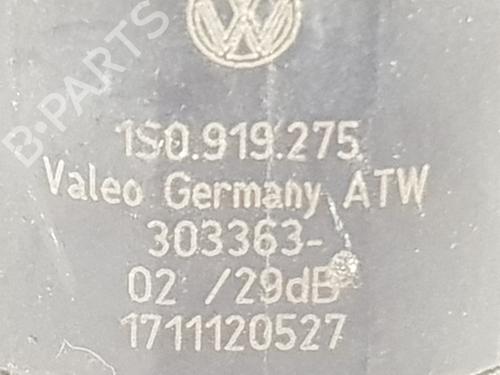 B-PARTS
1S0.919.275
Valeo Germany ATW
303363-
02 /29dB
1711120527